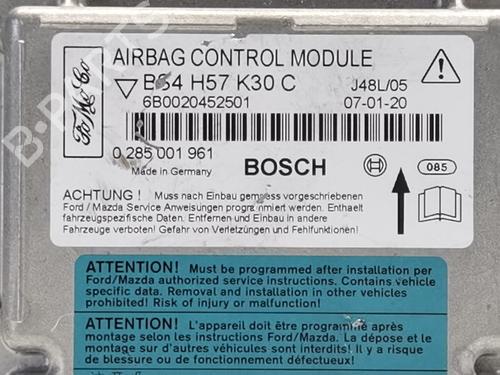 AIRBAG CONTROL MODULE
BS4 H57 K30 C
J48L/05
6B0020452501
07-01-20
FoMoCo
0 285 001 961
BOSCH
085
Made in Germany
ACHTUNG ! Muss nach Einbau gemaess vorgeschriebenen
Ford / Mazda Service Anweisungen programmiert werden. Enthaelt
fahrzeugspezifische Daten. Entfernen und Einbau in andere
Fahrzeuge verboten! Gefahr von Verletzungen und Fehlfunktionen!
ATTENTION! Must be programmed after installation per
Ford/Mazda authorized service instructions. Contains vehicle
specific data. Removal and installation in other vehicles
prohibited! Risk of injury or malfunction!
ATTENTION! L'appareil doit être programmé après
montage selon les instructions Ford/Mazda. La dépose et le
montage sur d'autres véhicules sont interdits! Il y a risque
de blessure ou de fonctionnement défectueux!
B-PARTS